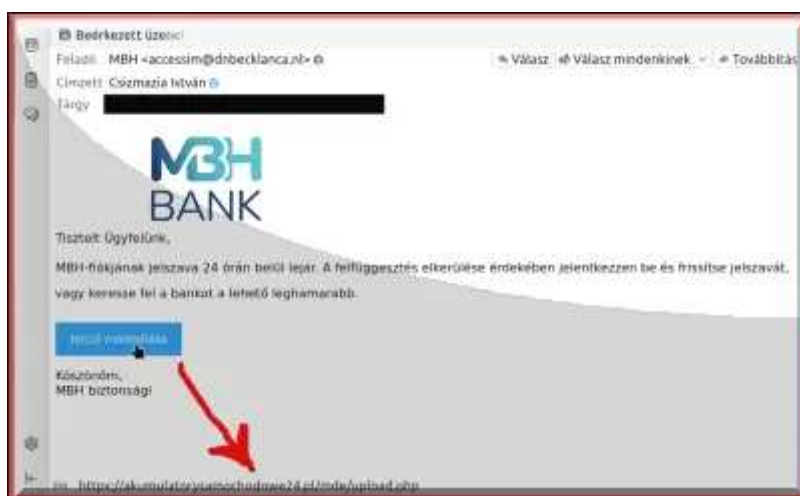 Beérkezett üzenet
Feladó MBH <accessim@dnbecklanca.nl>
Válasz Válasz mindenkinek Továbbítás
Címzett Csizmazia István
Tárgy
MBH
BANK
Tisztelt Ügyfelünk,
MBH-fiókjának jelszava 24 órán belül lejár. A felfüggesztés elkerülése érdekében jelentkezzen be és frissítse jelszavát,
vagy keresse fel a bankot a lehető leghamarabb.
Köszönöm,
MBH biztonsági
https://akumulatorysamochodowe24.pl/mde/upload.php